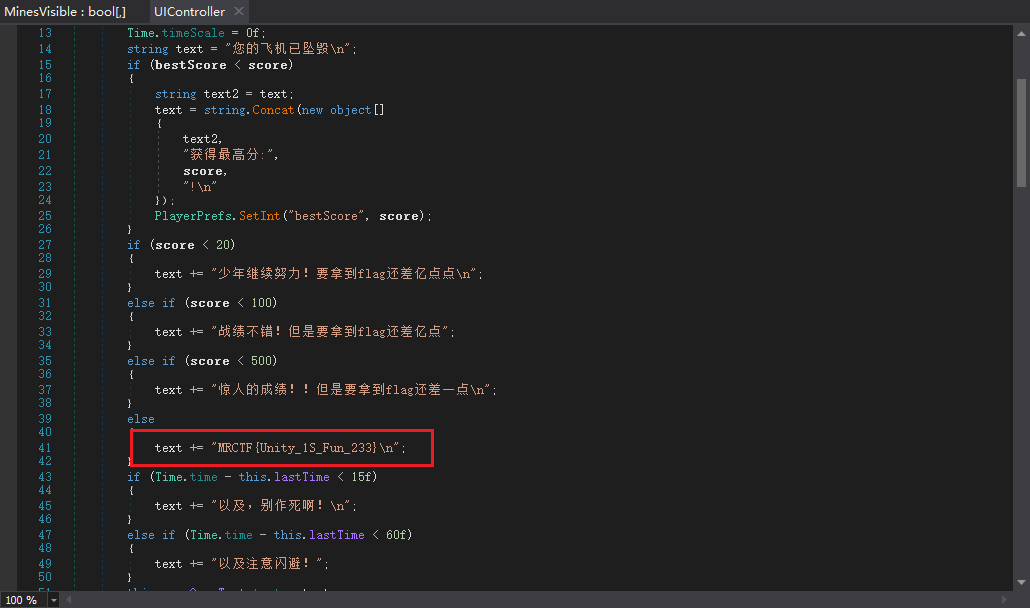 MinesVisible : bool[,] UIController ×
13 Time.timeScale = 0f;
14 string text = "您的飞机已坠毁\n";
15 if (bestScore < score)
16 {
17 string text2 = text;
18 text = string.Concat(new object[]
19 {
20 text2,
21 "获得最高分:",
22 score,
23 "!\n"
24 });
25 PlayerPrefs.SetInt("bestScore", score);
26 }
27 if (score < 20)
28 {
29 text += "少年继续努力！要拿到flag还差亿点点\n";
30 }
31 else if (score < 100)
32 {
33 text += "战绩不错！但是要拿到flag还差亿点";
34 }
35 else if (score < 500)
36 {
37 text += "惊人的成绩！！但是要拿到flag还差一点\n";
38 }
39 else
40
41 text += "MRCTF{Unity_1S_Fun_233}\n";
42 }
43 if (Time.time - this.lastTime < 15f)
44 {
45 text += "以及，别作死啊！\n";
46 }
47 else if (Time.time - this.lastTime < 60f)
48 {
49 text += "以及注意闪避！";
50 }
100 %